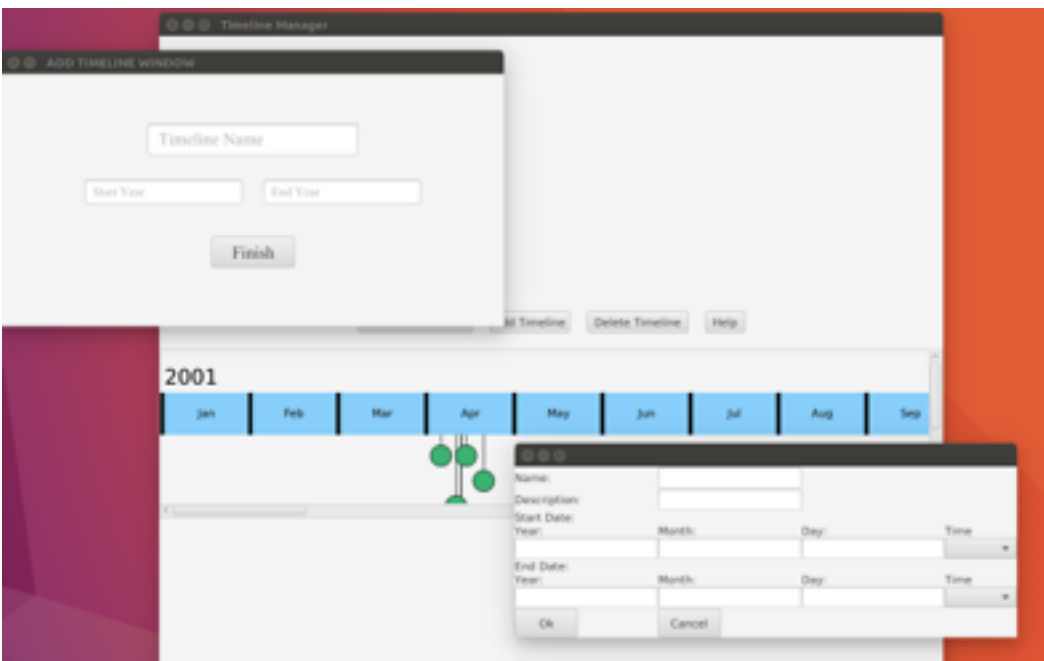 Timeline Manager
ADD TIMELINE WINDOW
Timeline Name
Start Year End Year
Finish
Timeline Delete Timeline Help
2001
Jan Feb Mar Apr May Jun Jul Aug Sep
Name:
Description:
Start Date:
Year: Month: Day: Time
End Date:
Year: Month: Day: Time
Ok Cancel